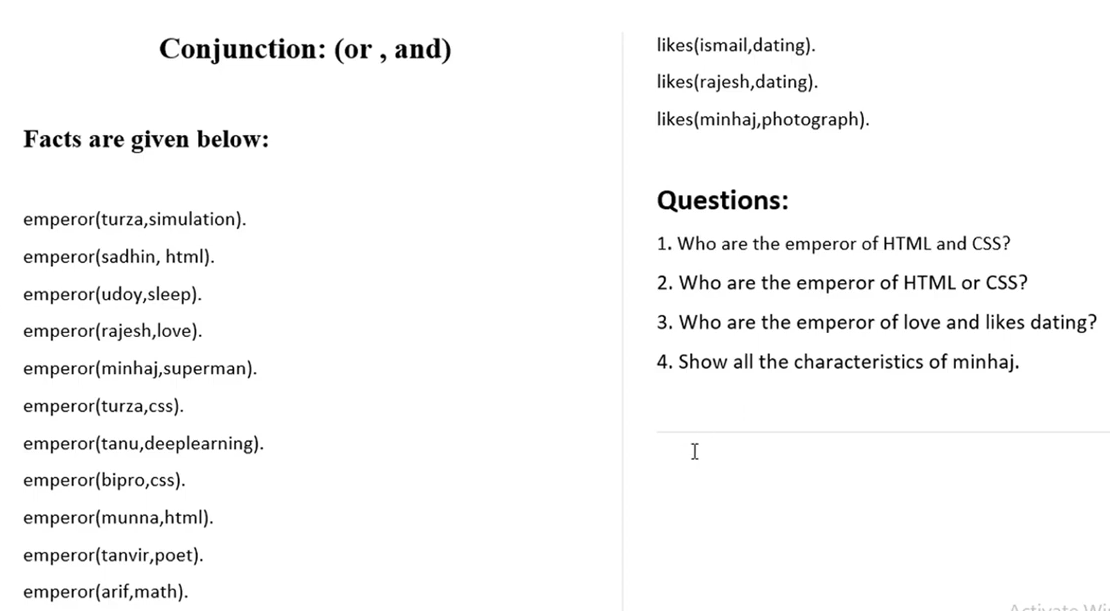 Conjunction: (or , and)
Facts are given below:
emperor(turza,simulation).
emperor(sadhin, html).
emperor(udoy,sleep).
emperor(rajesh,love).
emperor(minhaj,superman).
emperor(turza,css).
emperor(tanu,deeplearning).
emperor(bipro,css).
emperor(munna,html).
emperor(tanvir,poet).
emperor(arif,math).
likes(ismail,dating).
likes(rajesh,dating).
likes(minhaj,photograph).
Questions:
1. Who are the emperor of HTML and CSS?
2. Who are the emperor of HTML or CSS?
3. Who are the emperor of love and likes dating?
4. Show all the characteristics of minhaj.